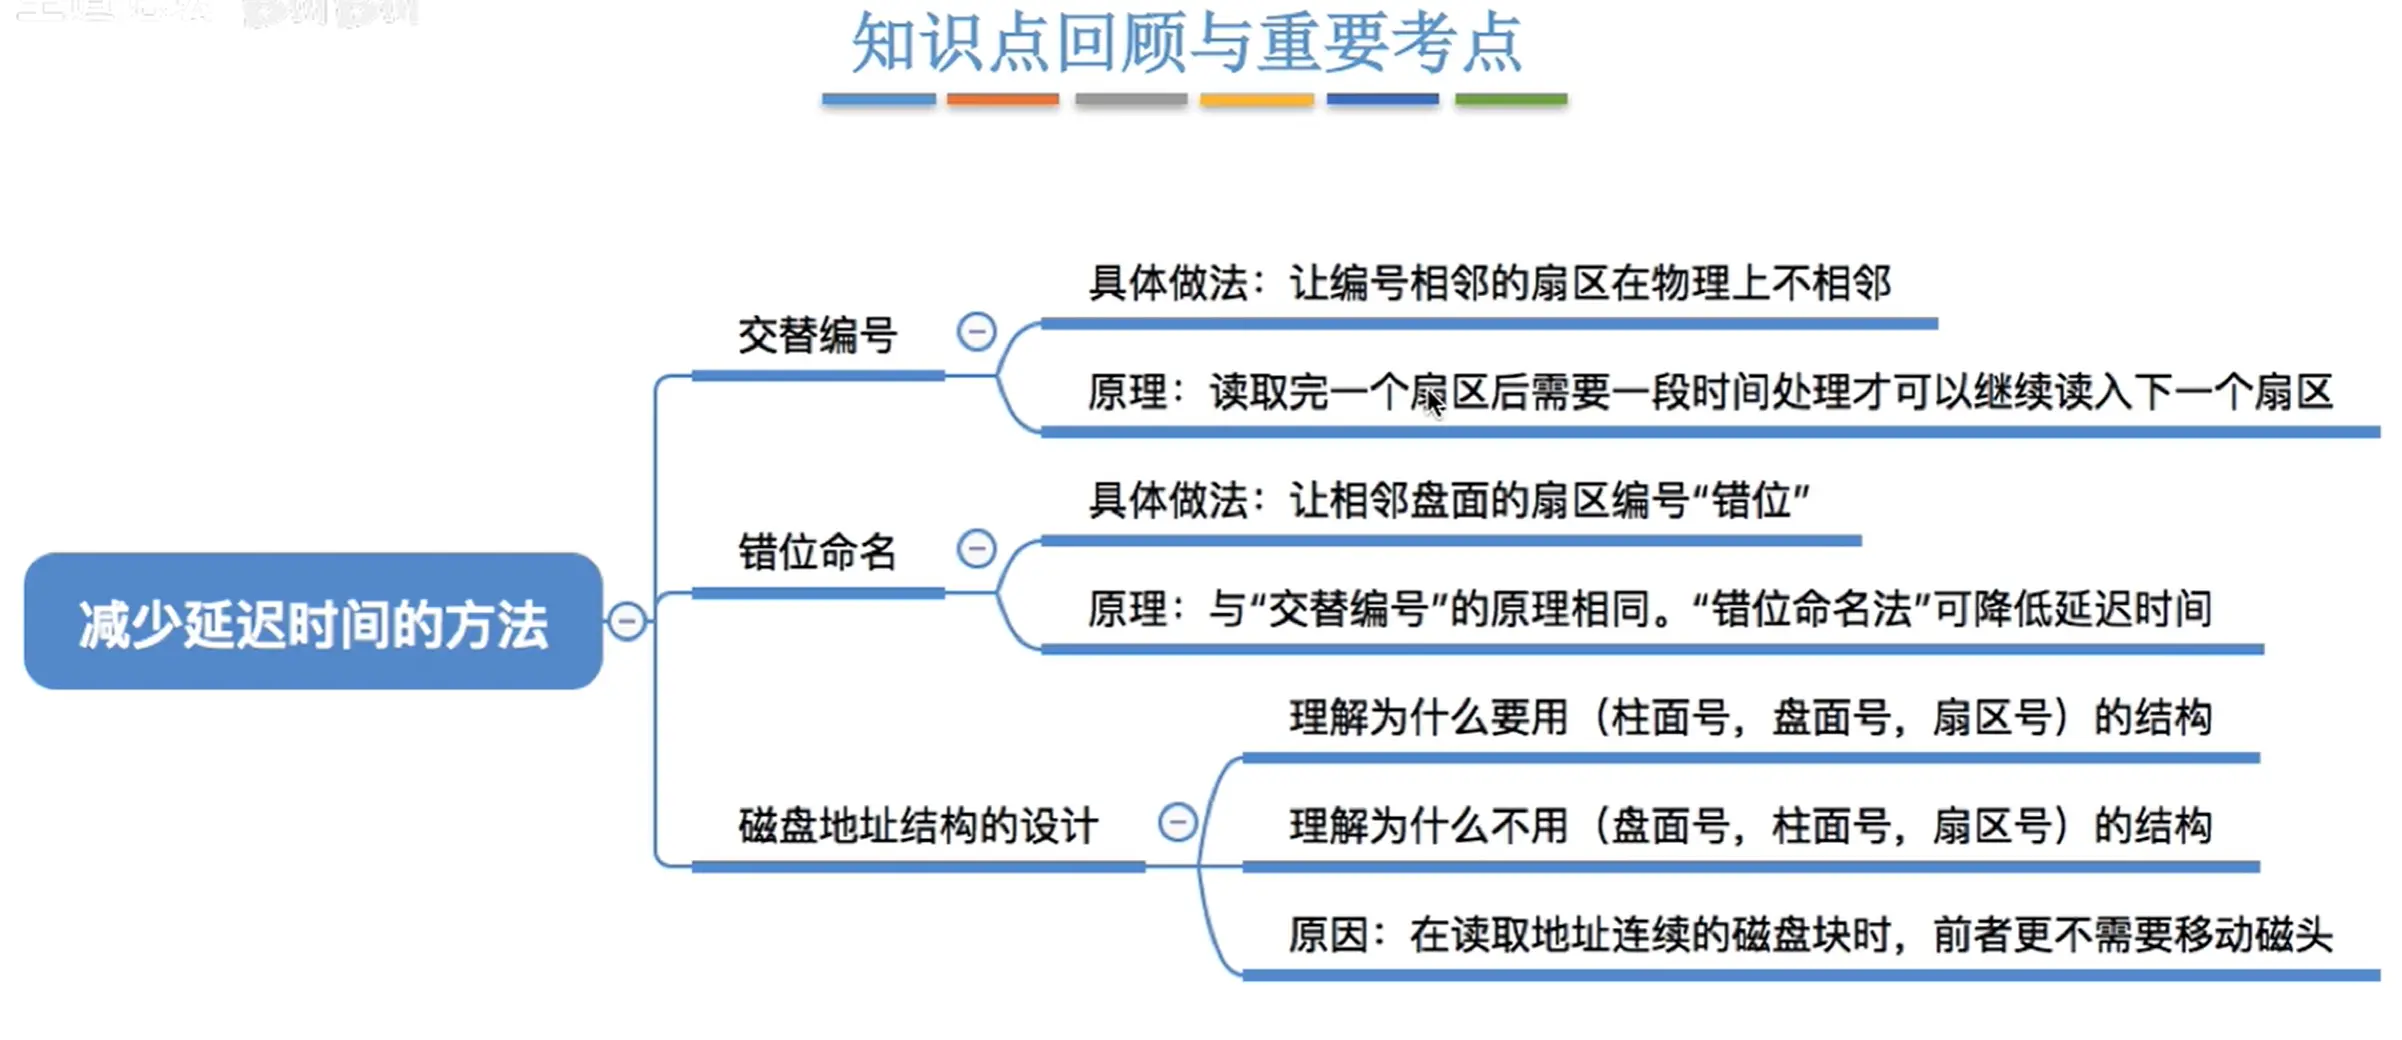 知识点回顾与重要考点
具体做法：让编号相邻的扇区在物理上不相邻
交替编号
原理：读取完一个扇区后需要一段时间处理才可以继续读入下一个扇区
具体做法：让相邻盘面的扇区编号“错位”
错位命名
原理：与“交替编号”的原理相同。“错位命名法”可降低延迟时间
减少延迟时间的方法
理解为什么要用（柱面号，盘面号，扇区号）的结构
磁盘地址结构的设计
理解为什么不用（盘面号，柱面号，扇区号）的结构
原因：在读取地址连续的磁盘块时，前者更不需要移动磁头